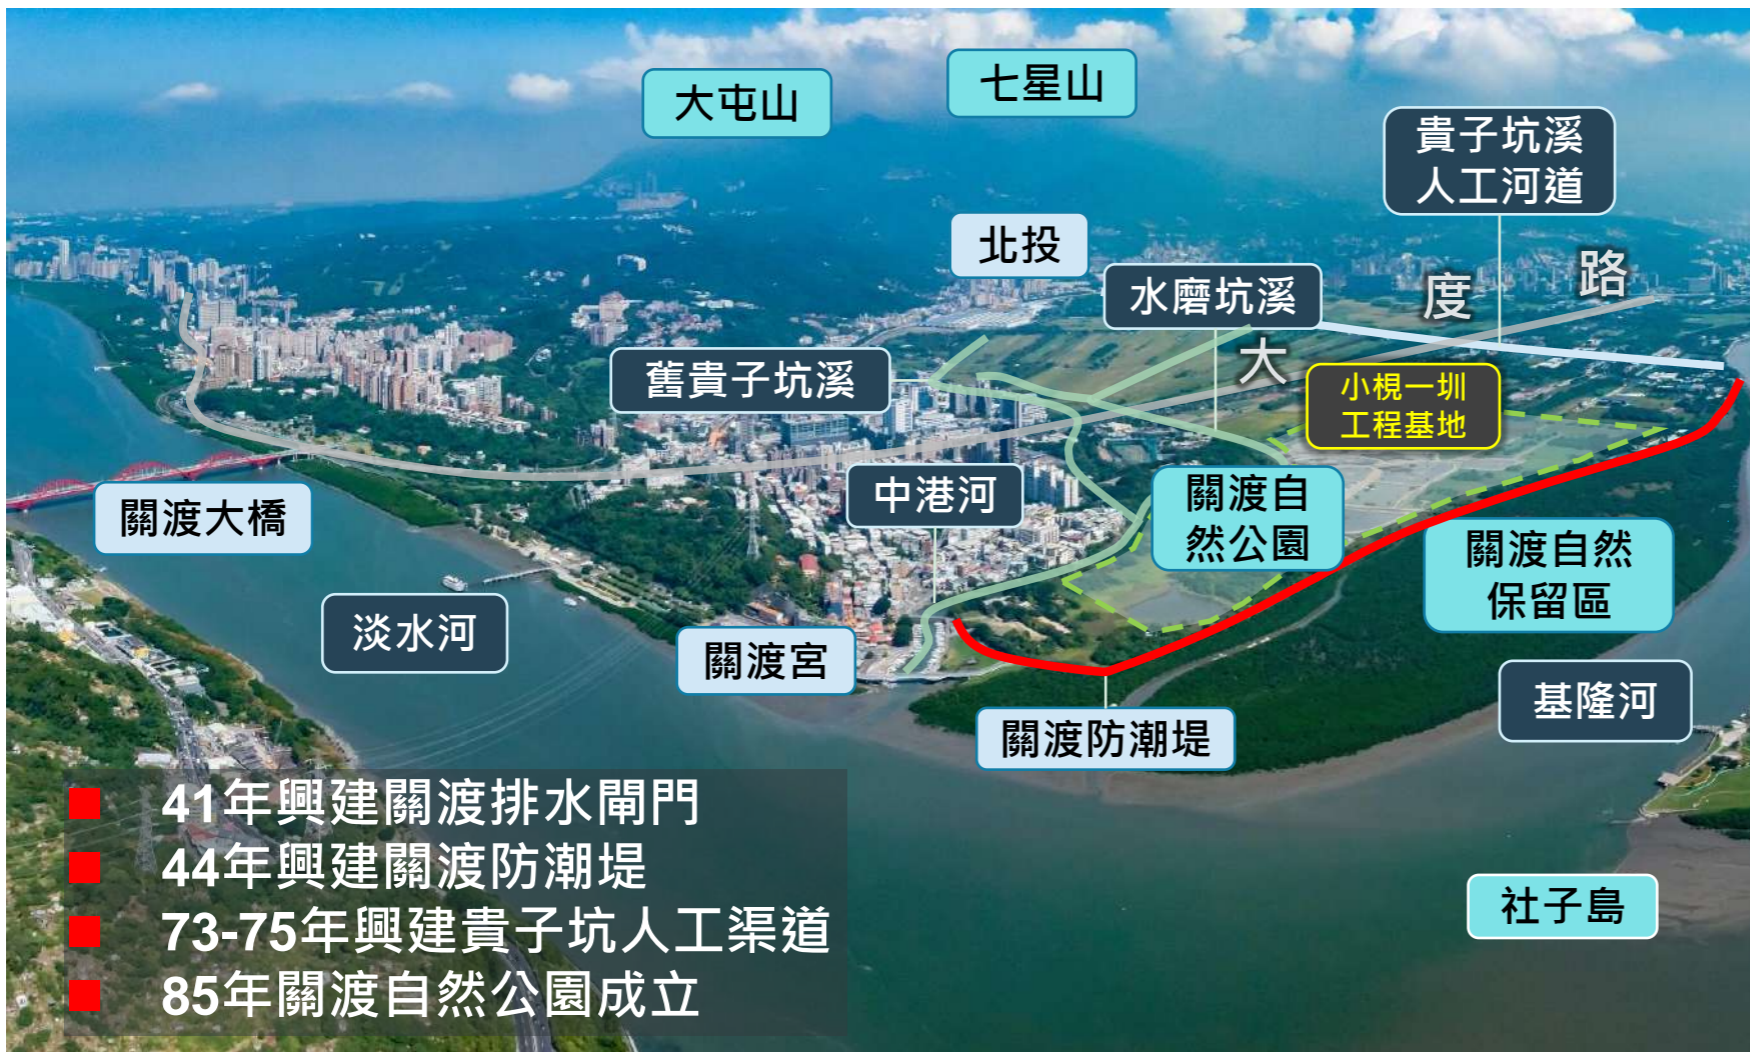 大屯山
七星山
貴子坑溪
人工河道
北投
水磨坑溪
大度路
舊貴子坑溪
小梘一圳
工程基地
中港河
關渡自
然公園
關渡大橋
關渡自然
保留區
淡水河
關渡宮
基隆河
關渡防潮堤
41年興建關渡排水閘門
44年興建關渡防潮堤
73-75年興建貴子坑人工渠道
85年關渡自然公園成立
社子島